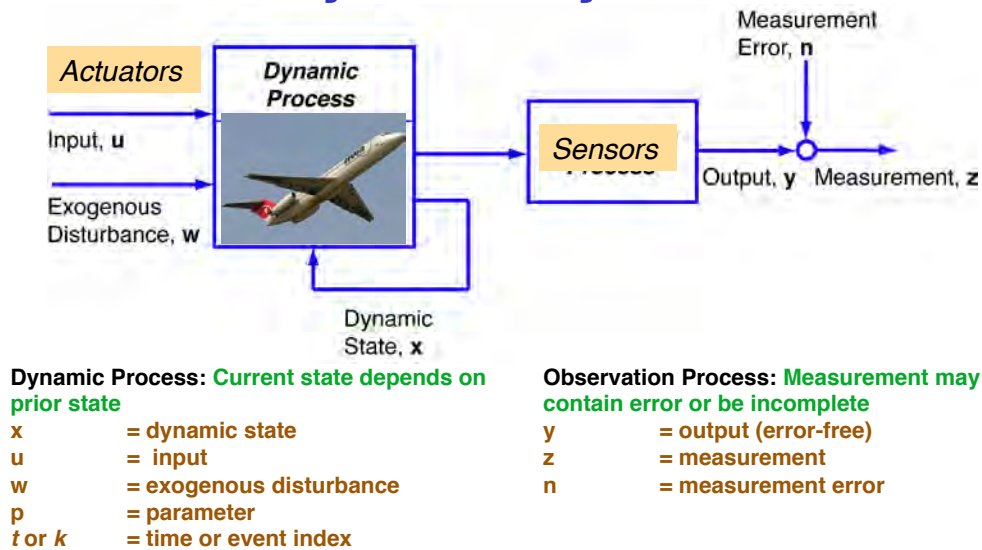 Measurement
Error, n
Actuators
Dynamic
Process
Input, u
Sensors
Output, y
Measurement, z
Exogenous
Disturbance, w
Dynamic
State, x
Dynamic Process: Current state depends on
prior state
x = dynamic state
u = input
w = exogenous disturbance
p = parameter
t or k = time or event index
Observation Process: Measurement may
contain error or be incomplete
y = output (error-free)
z = measurement
n = measurement error